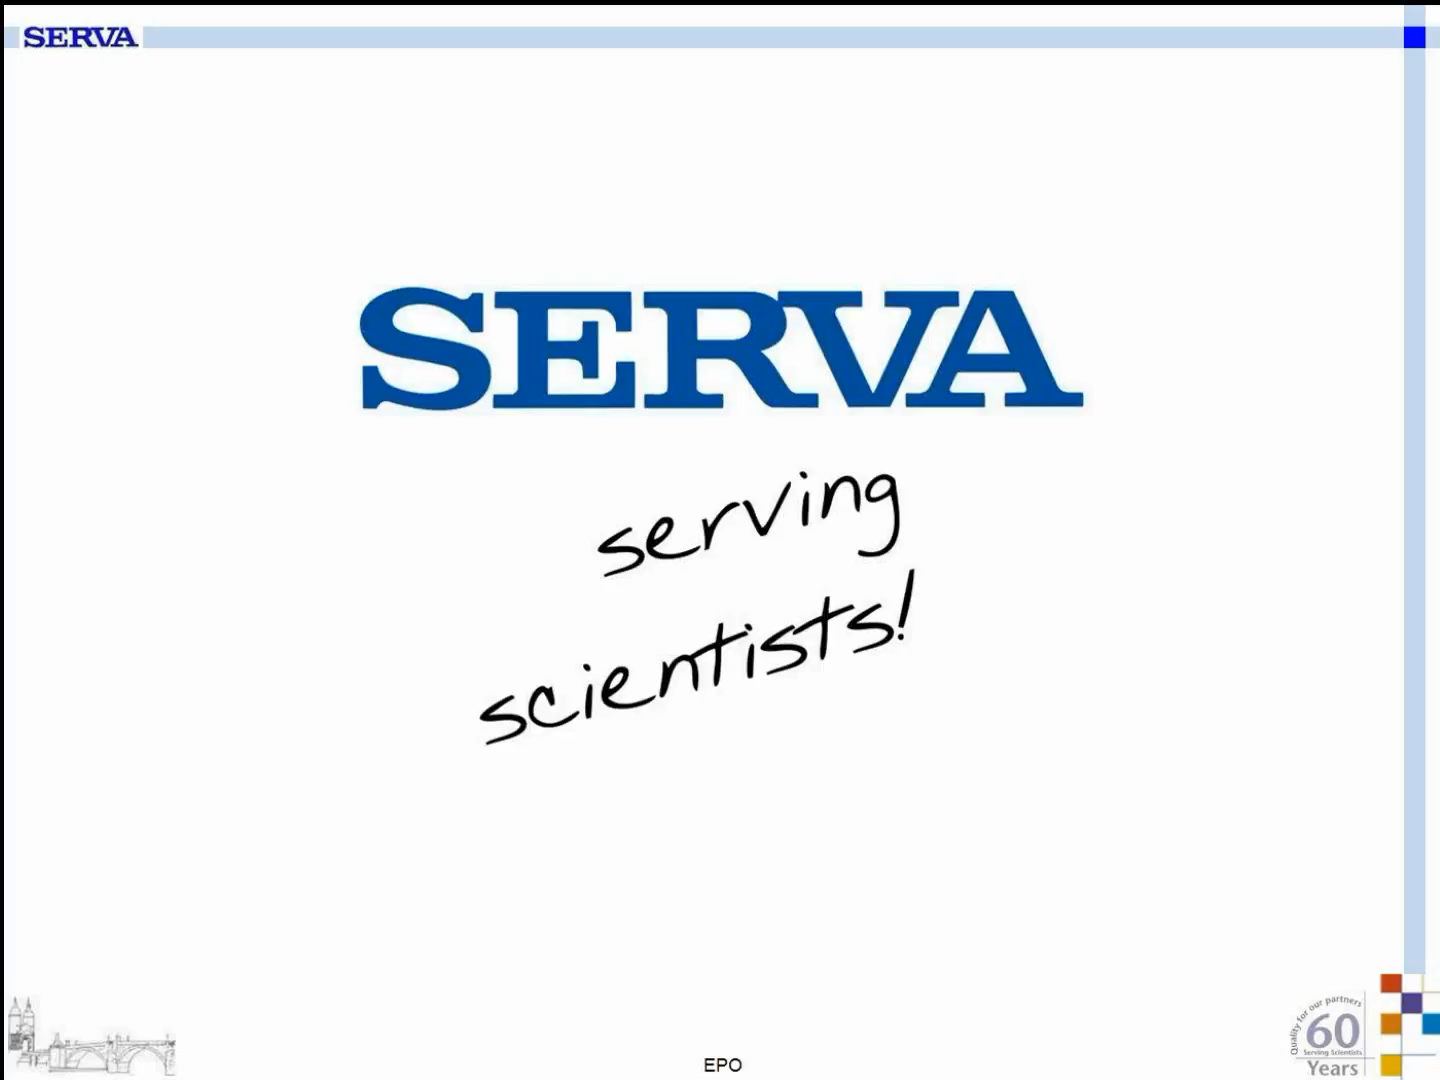 SERVA
SERVA
serving
scientists!
Quality for our partners
60
Serving Scientists
Years
EPO